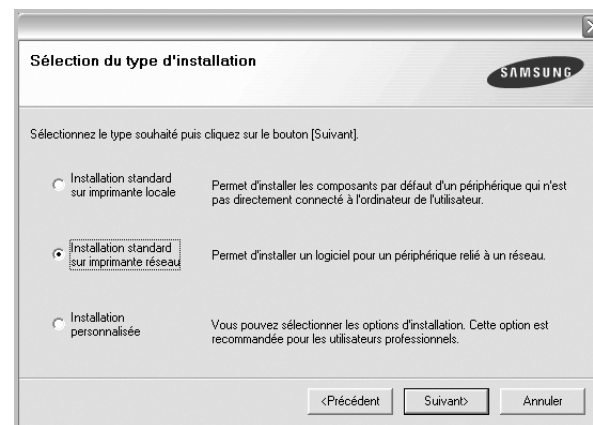 Sélection du type d'installation
SAMSUNG
Sélectionnez le type souhaité puis cliquez sur le bouton [Suivant].
Installation standard
sur imprimante locale
Permet d'installer les composants par défaut d'un périphérique qui n'est
pas directement connecté à l'ordinateur de l'utilisateur.
Installation standard
sur imprimante réseau
Permet d'installer un logiciel pour un périphérique relié à un réseau.
Installation
personnalisée
Vous pouvez sélectionner les options d'installation. Cette option est
recommandée pour les utilisateurs professionnels.
<Précédent
Suivant>
Annuler